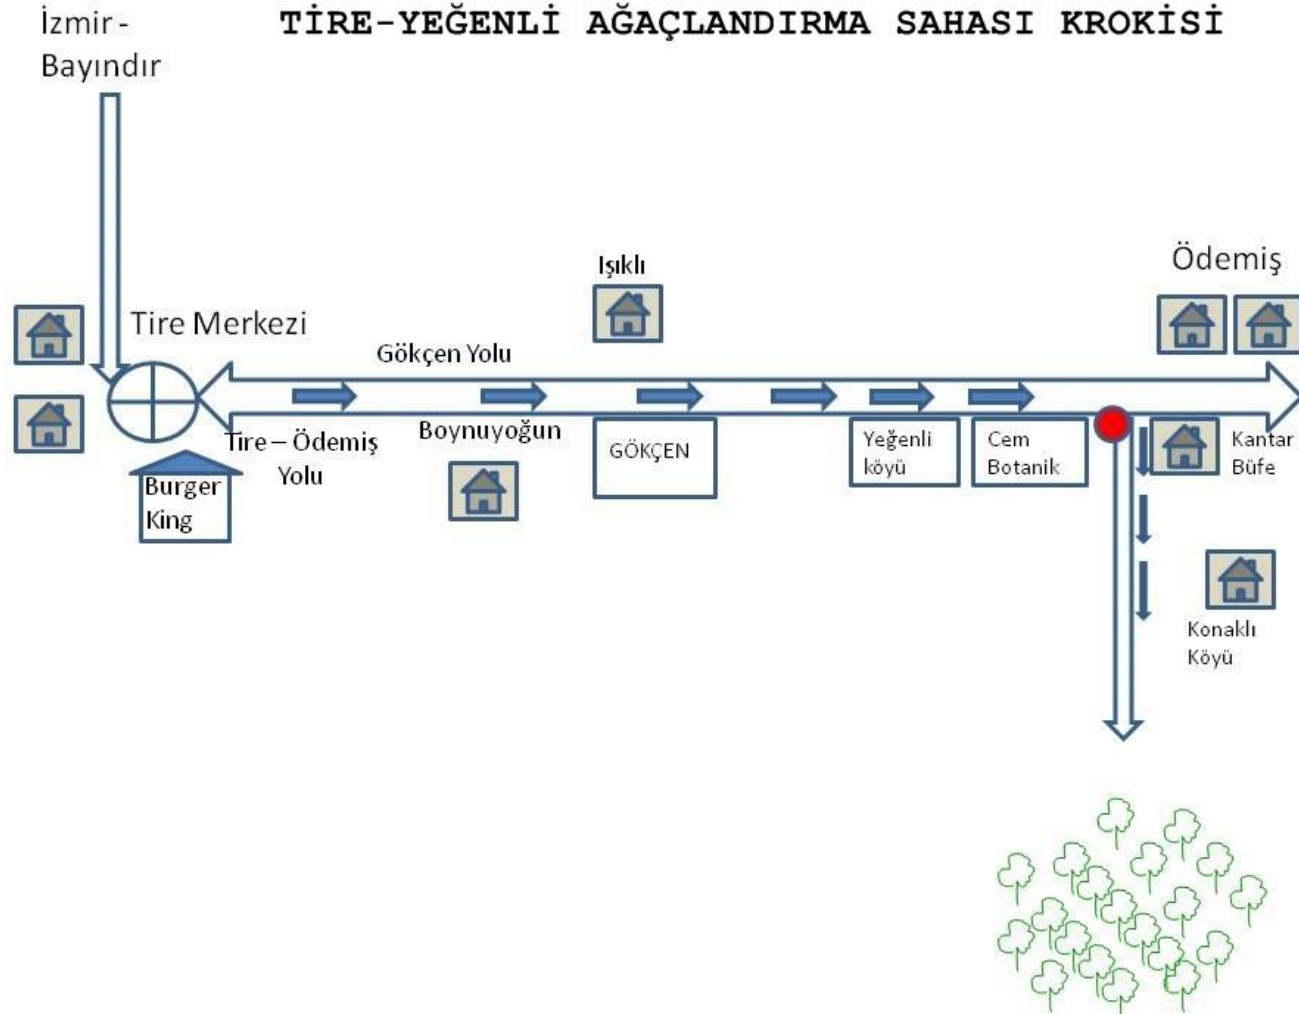 İzmir -
Bayındır
TİRE-YEĞENLİ AĞAÇLANDIRMA SAHASI KROKİSİ
Işıklı
Ödemiş
Tire Merkezi
Gökçen Yolu
Tire – Ödemiş
Yolu
Boynuyoğun
GÖKÇEN
Yeğenli
köyü
Cem
Botanik
Kantar
Büfe
Burger
King
Konaklı
Köyü